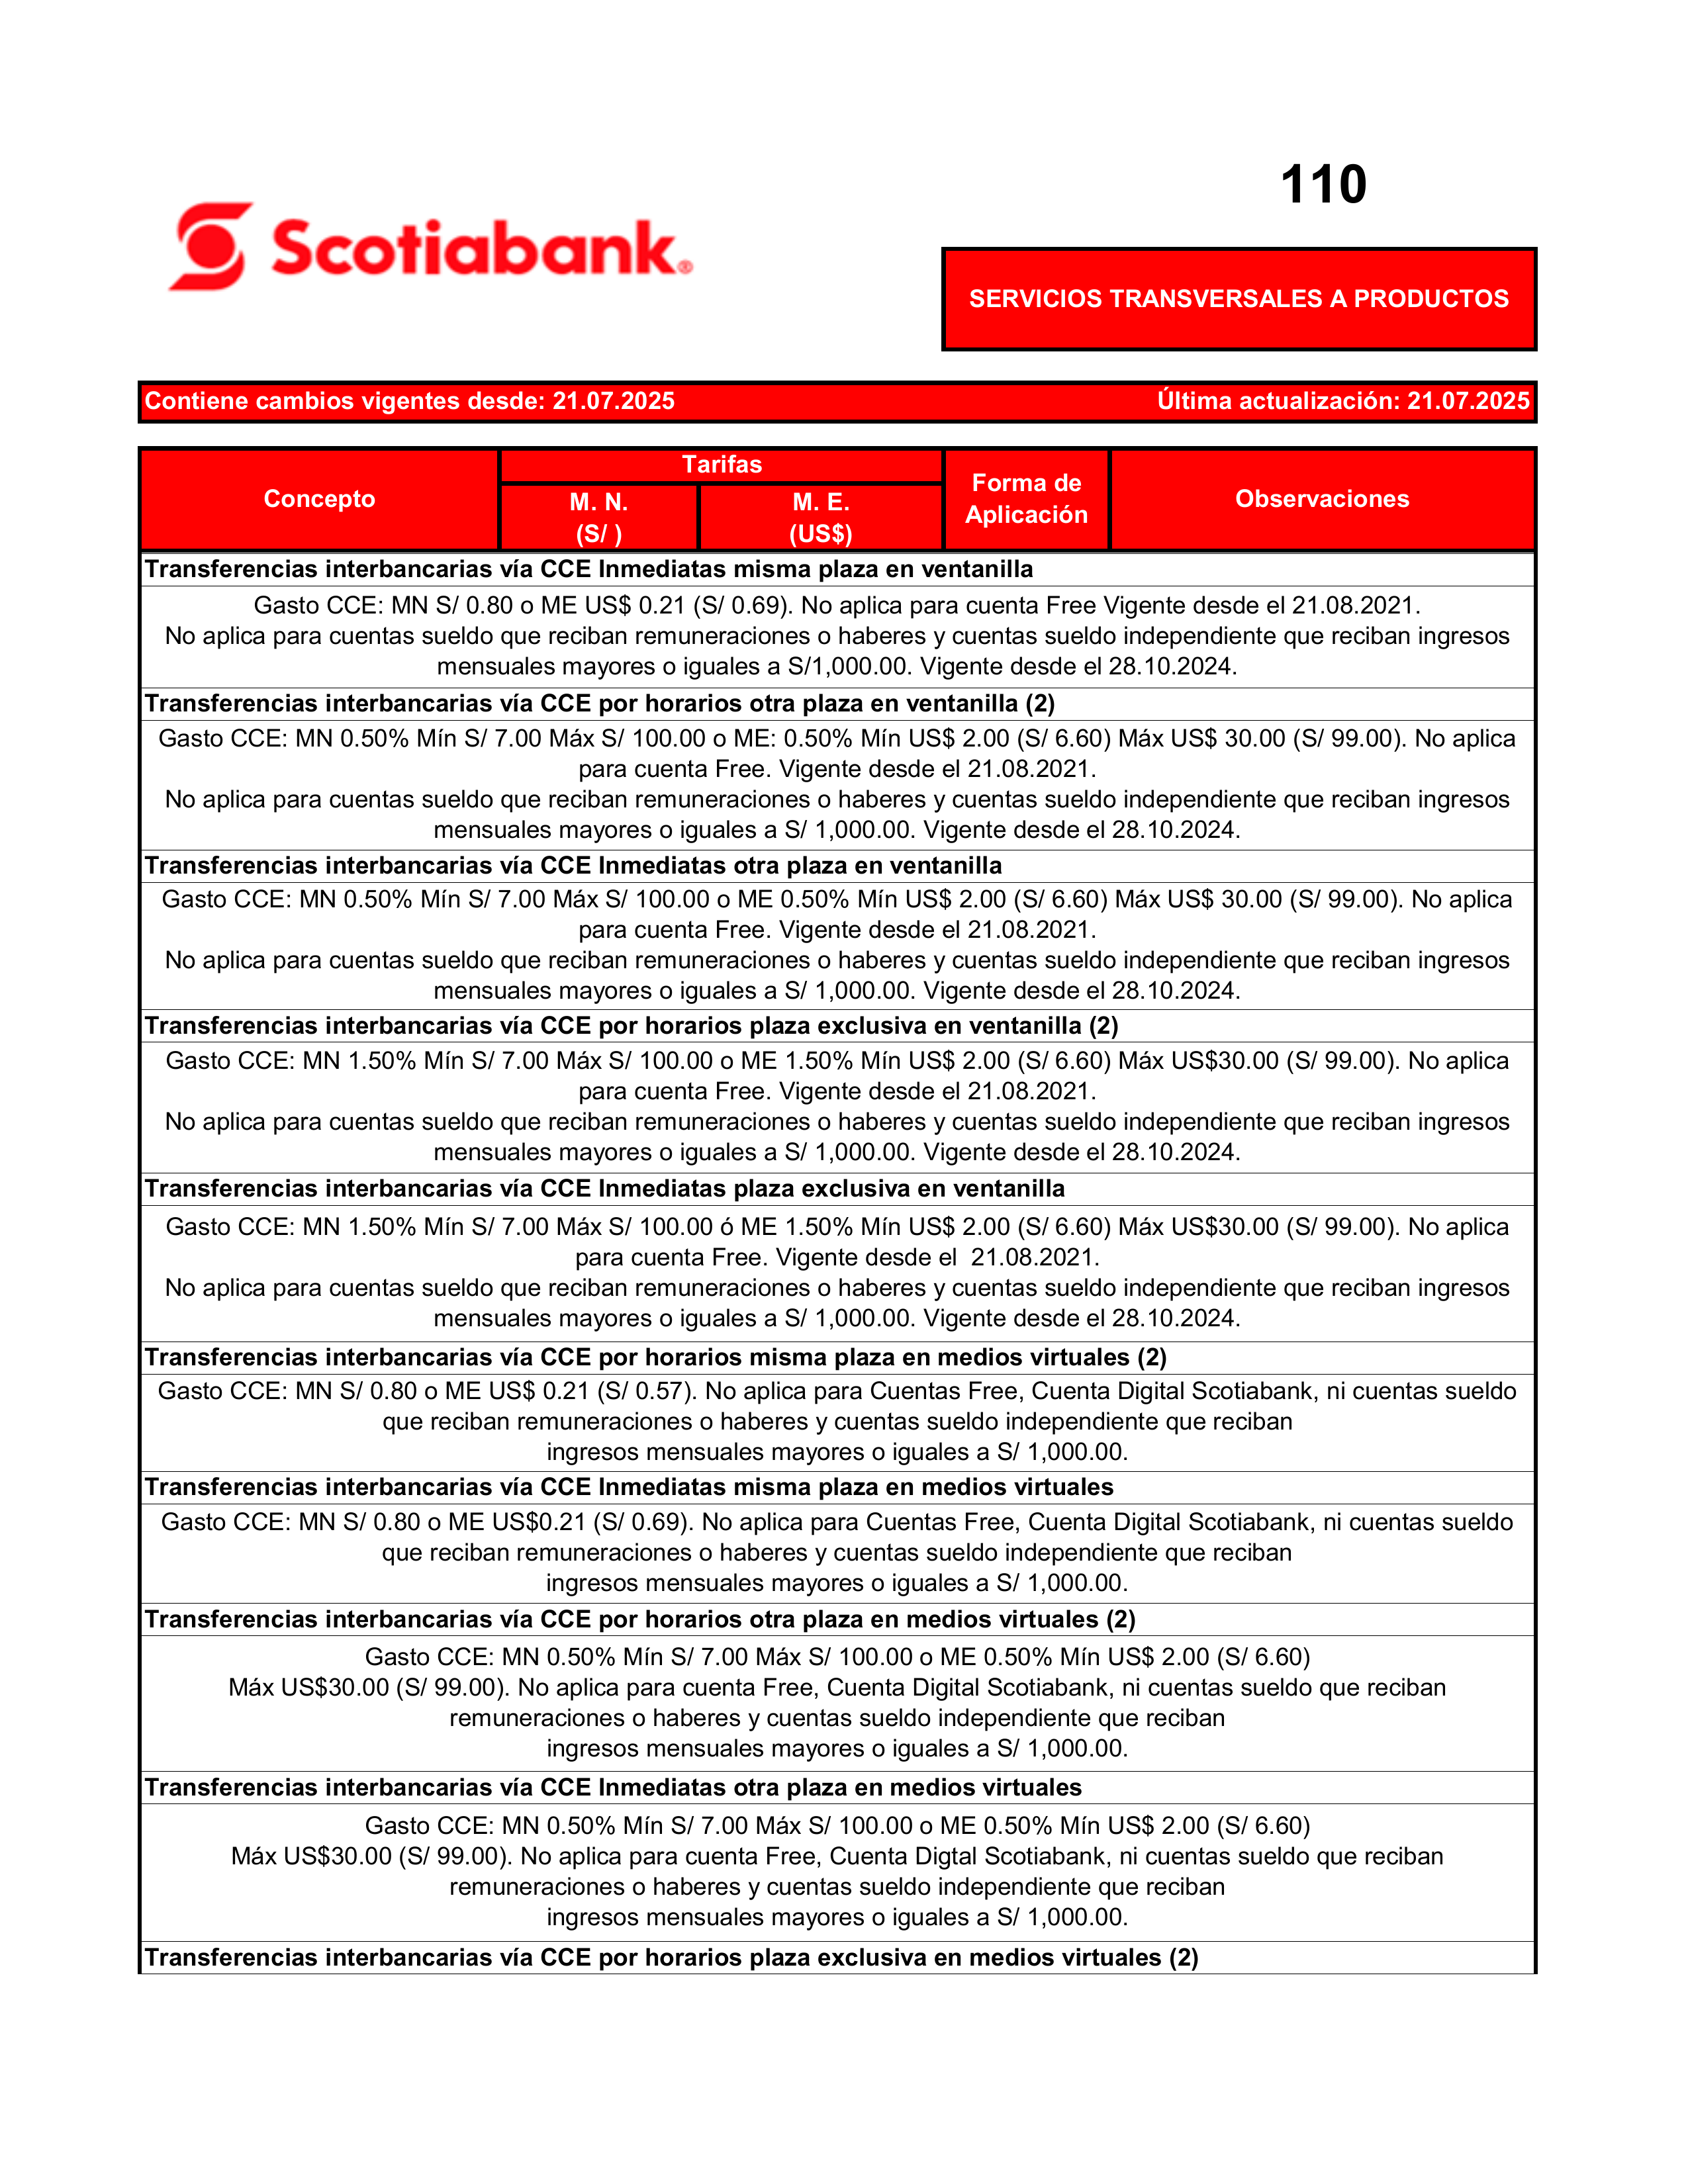 110
Scotiabank®
SERVICIOS TRANSVERSALES A PRODUCTOS
Contiene cambios vigentes desde: 21.07.2025 Última actualización: 21.07.2025
Concepto
Tarifas
M. N.
(S/ )
M. E.
(US$)
Forma de
Aplicación
Observaciones
Transferencias interbancarias vía CCE Inmediatas misma plaza en ventanilla
Gasto CCE: MN S/ 0.80 o ME US$ 0.21 (S/ 0.69). No aplica para cuenta Free Vigente desde el 21.08.2021.
No aplica para cuentas sueldo que reciban remuneraciones o haberes y cuentas sueldo independiente que reciban ingresos
mensuales mayores o iguales a S/1,000.00. Vigente desde el 28.10.2024.
Transferencias interbancarias vía CCE por horarios otra plaza en ventanilla (2)
Gasto CCE: MN 0.50% Mín S/ 7.00 Máx S/ 100.00 o ME: 0.50% Mín US$ 2.00 (S/ 6.60) Máx US$ 30.00 (S/ 99.00). No aplica
para cuenta Free. Vigente desde el 21.08.2021.
No aplica para cuentas sueldo que reciban remuneraciones o haberes y cuentas sueldo independiente que reciban ingresos
mensuales mayores o iguales a S/ 1,000.00. Vigente desde el 28.10.2024.
Transferencias interbancarias vía CCE Inmediatas otra plaza en ventanilla
Gasto CCE: MN 0.50% Mín S/ 7.00 Máx S/ 100.00 o ME 0.50% Mín US$ 2.00 (S/ 6.60) Máx US$ 30.00 (S/ 99.00). No aplica
para cuenta Free. Vigente desde el 21.08.2021.
No aplica para cuentas sueldo que reciban remuneraciones o haberes y cuentas sueldo independiente que reciban ingresos
mensuales mayores o iguales a S/ 1,000.00. Vigente desde el 28.10.2024.
Transferencias interbancarias vía CCE por horarios plaza exclusiva en ventanilla (2)
Gasto CCE: MN 1.50% Mín S/ 7.00 Máx S/ 100.00 o ME 1.50% Mín US$ 2.00 (S/ 6.60) Máx US$30.00 (S/ 99.00). No aplica
para cuenta Free. Vigente desde el 21.08.2021.
No aplica para cuentas sueldo que reciban remuneraciones o haberes y cuentas sueldo independiente que reciban ingresos
mensuales mayores o iguales a S/ 1,000.00. Vigente desde el 28.10.2024.
Transferencias interbancarias vía CCE Inmediatas plaza exclusiva en ventanilla
Gasto CCE: MN 1.50% Mín S/ 7.00 Máx S/ 100.00 ó ME 1.50% Mín US$ 2.00 (S/ 6.60) Máx US$30.00 (S/ 99.00). No aplica
para cuenta Free. Vigente desde el 21.08.2021.
No aplica para cuentas sueldo que reciban remuneraciones o haberes y cuentas sueldo independiente que reciban ingresos
mensuales mayores o iguales a S/ 1,000.00. Vigente desde el 28.10.2024.
Transferencias interbancarias vía CCE por horarios misma plaza en medios virtuales (2)
Gasto CCE: MN S/ 0.80 o ME US$ 0.21 (S/ 0.57). No aplica para Cuentas Free, Cuenta Digital Scotiabank, ni cuentas sueldo
que reciban remuneraciones o haberes y cuentas sueldo independiente que reciban
ingresos mensuales mayores o iguales a S/ 1,000.00.
Transferencias interbancarias vía CCE Inmediatas misma plaza en medios virtuales
Gasto CCE: MN S/ 0.80 o ME US$0.21 (S/ 0.69). No aplica para Cuentas Free, Cuenta Digital Scotiabank, ni cuentas sueldo
que reciban remuneraciones o haberes y cuentas sueldo independiente que reciban
ingresos mensuales mayores o iguales a S/ 1,000.00.
Transferencias interbancarias vía CCE por horarios otra plaza en medios virtuales (2)
Gasto CCE: MN 0.50% Mín S/ 7.00 Máx S/ 100.00 o ME 0.50% Mín US$ 2.00 (S/ 6.60)
Máx US$30.00 (S/ 99.00). No aplica para cuenta Free, Cuenta Digital Scotiabank, ni cuentas sueldo que reciban
remuneraciones o haberes y cuentas sueldo independiente que reciban
ingresos mensuales mayores o iguales a S/ 1,000.00.
Transferencias interbancarias vía CCE Inmediatas otra plaza en medios virtuales
Gasto CCE: MN 0.50% Mín S/ 7.00 Máx S/ 100.00 o ME 0.50% Mín US$ 2.00 (S/ 6.60)
Máx US$30.00 (S/ 99.00). No aplica para cuenta Free, Cuenta Digtal Scotiabank, ni cuentas sueldo que reciban
remuneraciones o haberes y cuentas sueldo independiente que reciban
ingresos mensuales mayores o iguales a S/ 1,000.00.
Transferencias interbancarias vía CCE por horarios plaza exclusiva en medios virtuales (2)